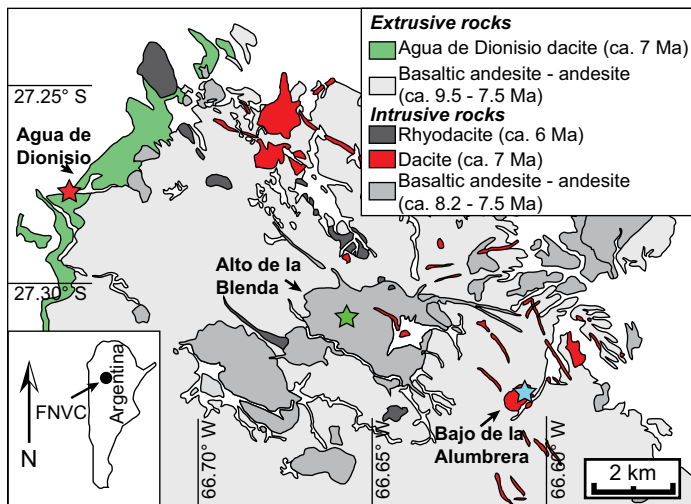 Extrusive rocks
Agua de Dionisio dacite (ca. 7 Ma)
Basaltic andesite - andesite
(ca. 9.5 - 7.5 Ma)
Intrusive rocks
Rhyodacite (ca. 6 Ma)
Dacite (ca. 7 Ma)
Basaltic andesite - andesite
(ca. 8.2 - 7.5 Ma)
27.25° S
Agua de
Dionisio
Alto de la
Blenda
27.30° S
Argentina
FNVC
N
66.70° W
66.65° W
66.60° W
Bajo de la
Alumbrera
2 km